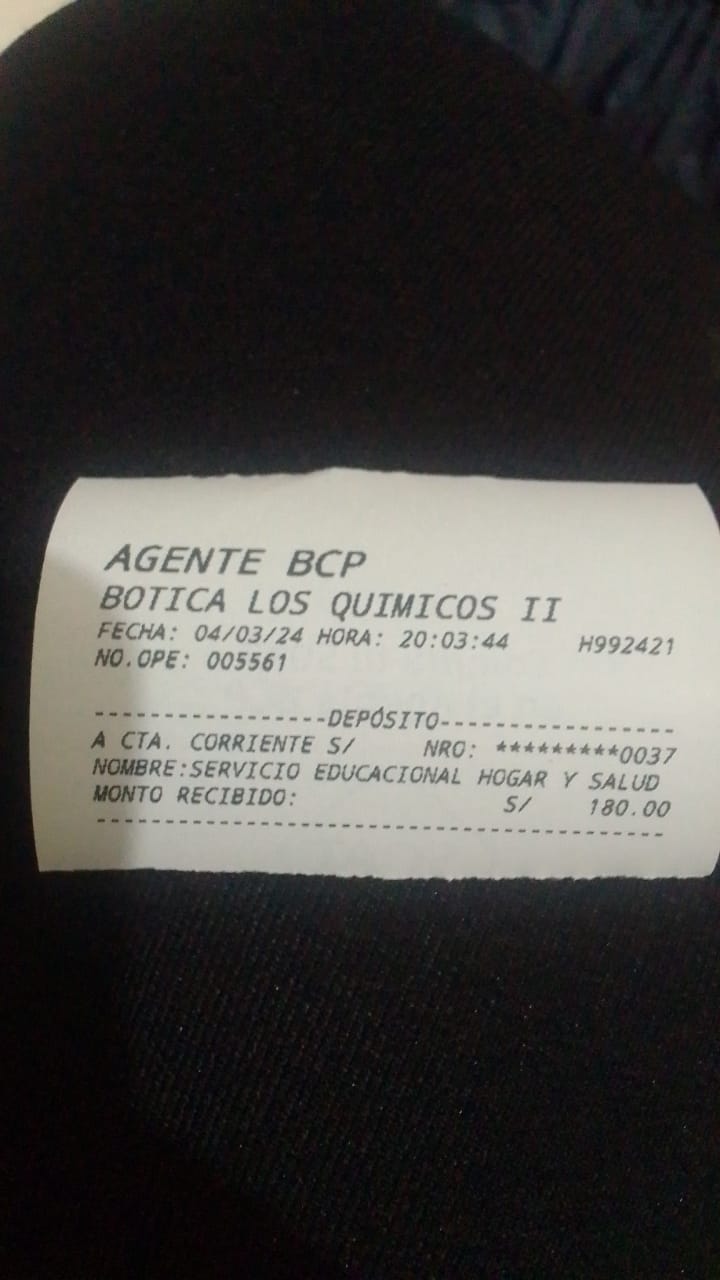 AGENTE BCP
BOTICA LOS QUIMICOS II
FECHA: 04/03/24 HORA: 20:03:44 H992421
NO.OPE: 005561
-----------------DEPÓSITO-----------------
A CTA. CORRIENTE S/ NRO: *********0037
NOMBRE:SERVICIO EDUCACIONAL HOGAR Y SALUD
MONTO RECIBIDO: S/ 180.00
------------------------------------------